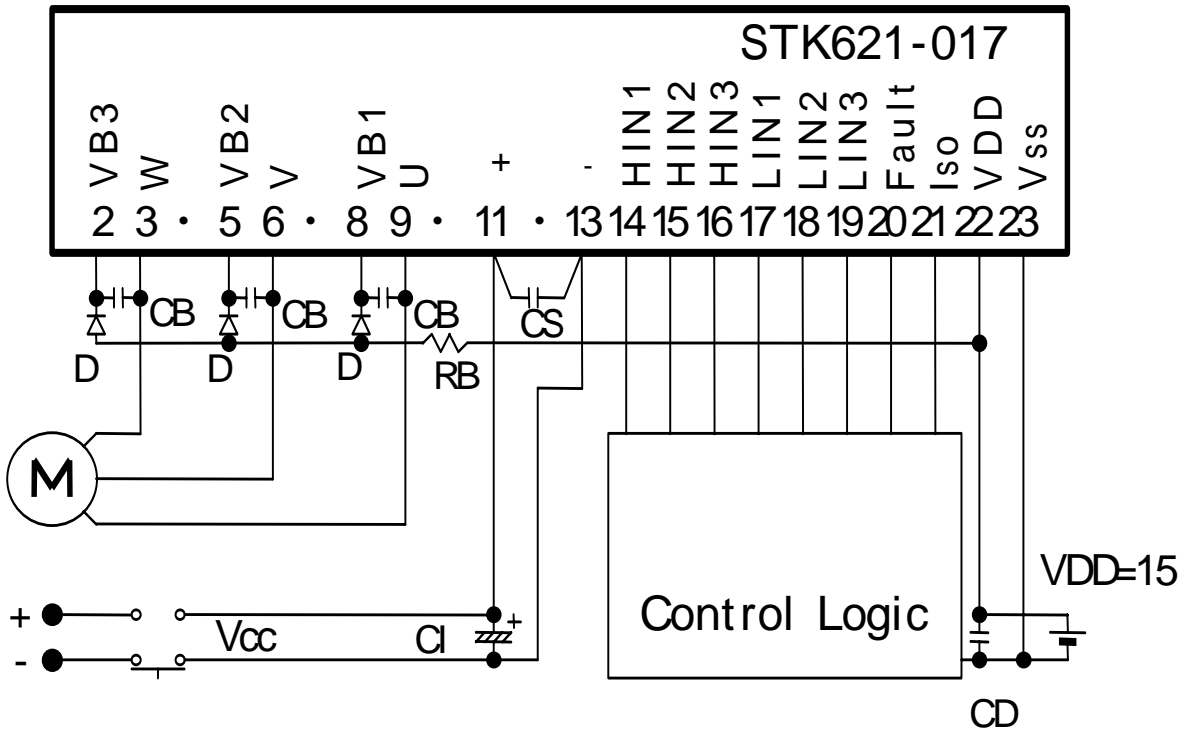 STK621-017
VB3 W VB2 V VB1 U + - HIN1 HIN2 HIN3 LIN1 LIN2 LIN3 Fault Iso VDD Vss
2 3 · 5 6 · 8 9 · 11 · 13 14 15 16 17 18 19 20 21 22 23
CB CB CB CS
D D D RB
M
VDD=15
+ Vcc CI + Control Logic
-
CD